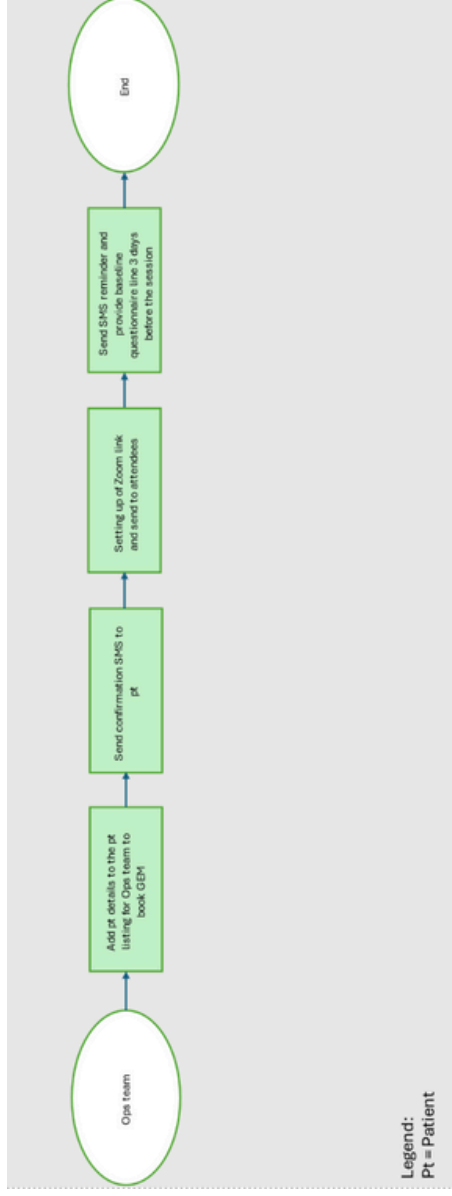 Ops team
Add pt details to the pt
listing for Ops team to
book GEM
Send confirmation SMS to
pt
Setting up of Zoom link
and send to attendees
Send SMS reminder and
provide baseline
questionnaire line 3 days
before the session
End
Legend:
Pt = Patient